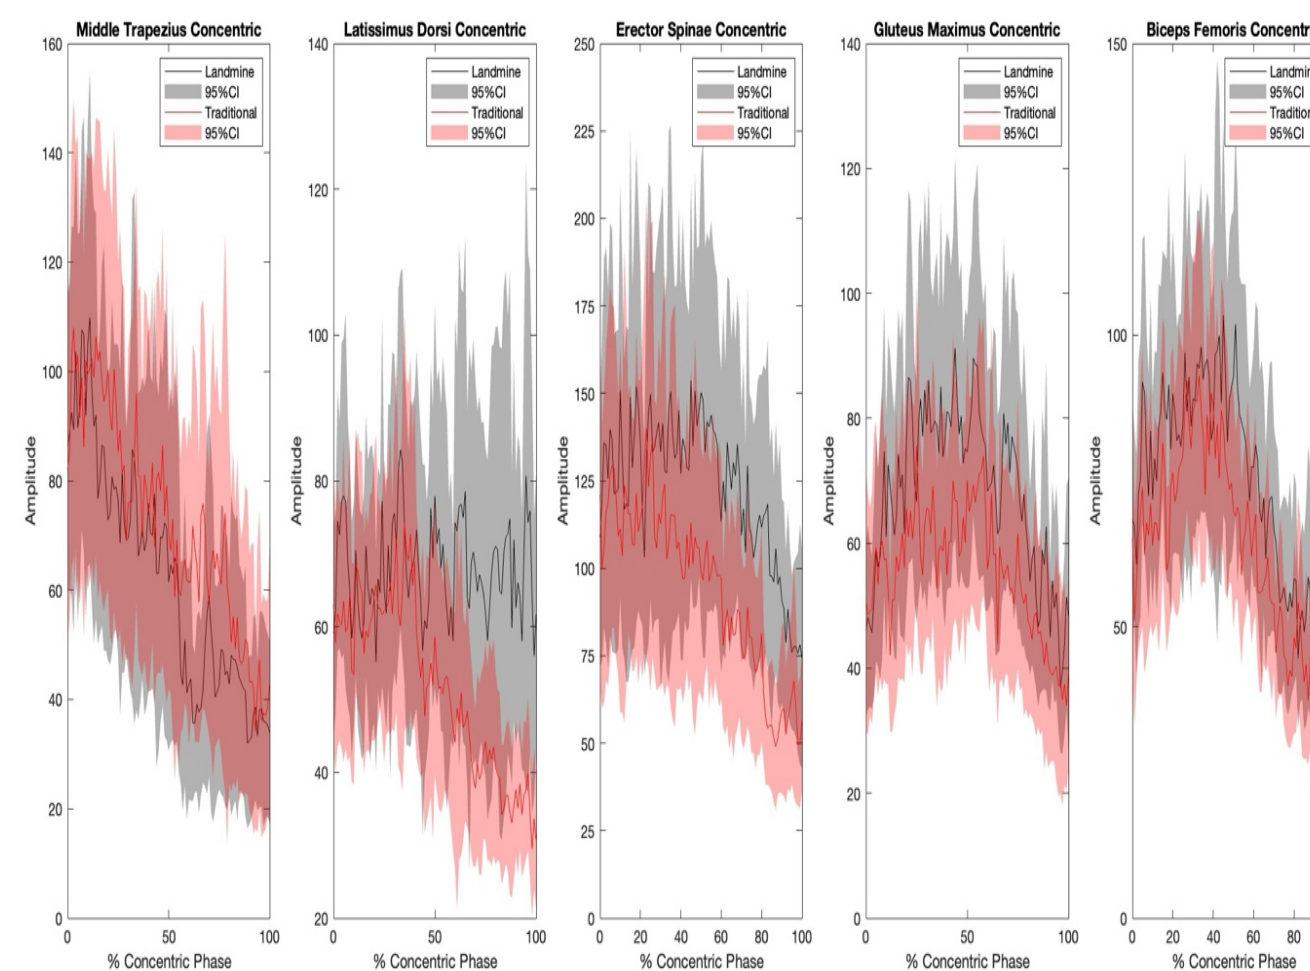 Middle Trapezius Concentric
160
140
120
100
80
60
40
20
0
0 50 100
Amplitude
% Concentric Phase
Landmine
95%CI
Traditional
95%CI
Latissimus Dorsi Concentric
140
120
100
80
60
40
20
0 50 100
Amplitude
% Concentric Phase
Landmine
95%CI
Traditional
95%CI
Erector Spinae Concentric
250
225
200
175
150
125
100
75
50
25
0
0 20 40 60 80 100
Amplitude
% Concentric Phase
Landmine
95%CI
Traditional
95%CI
Gluteus Maximus Concentric
140
120
100
80
60
40
20
0
0 50 100
Amplitude
% Concentric Phase
Landmine
95%CI
Traditional
95%CI
Biceps Femoris Concentr
150
100
50
0
0 20 40 60 80
Amplitude
% Concentric Phase
Landmin
95%CI
Tradition
95%CI